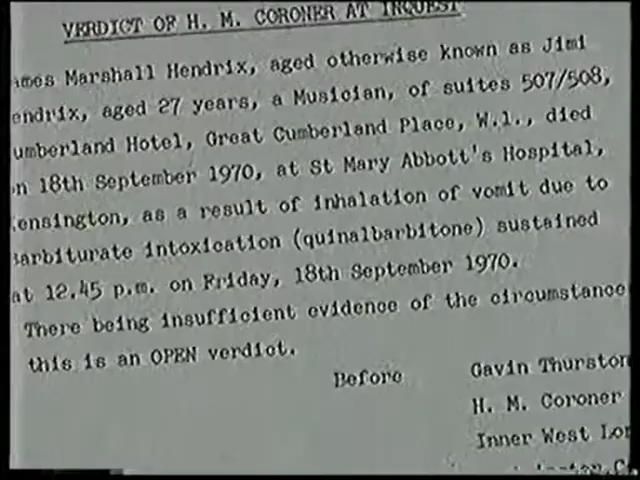 VERDICT OF H. M. CORONER AT INQUEST
ames Marshall Hendrix, aged otherwise known as Jimi
endrix, aged 27 years, a Musician, of suites 507/508,
umberland Hotel, Great Cumberland Place, W.1., died
n 18th September 1970, at St Mary Abbott's Hospital,
ensington, as a result of inhalation of vomit due to
arbiturate intoxication (quinalbarbitone) sustained
at 12.45 p.m. on Friday, 18th September 1970.
There being insufficient evidence of the circumstance
this is an OPEN verdict.
Before Gavin Thurston
H. M. Coroner
Inner West Lon